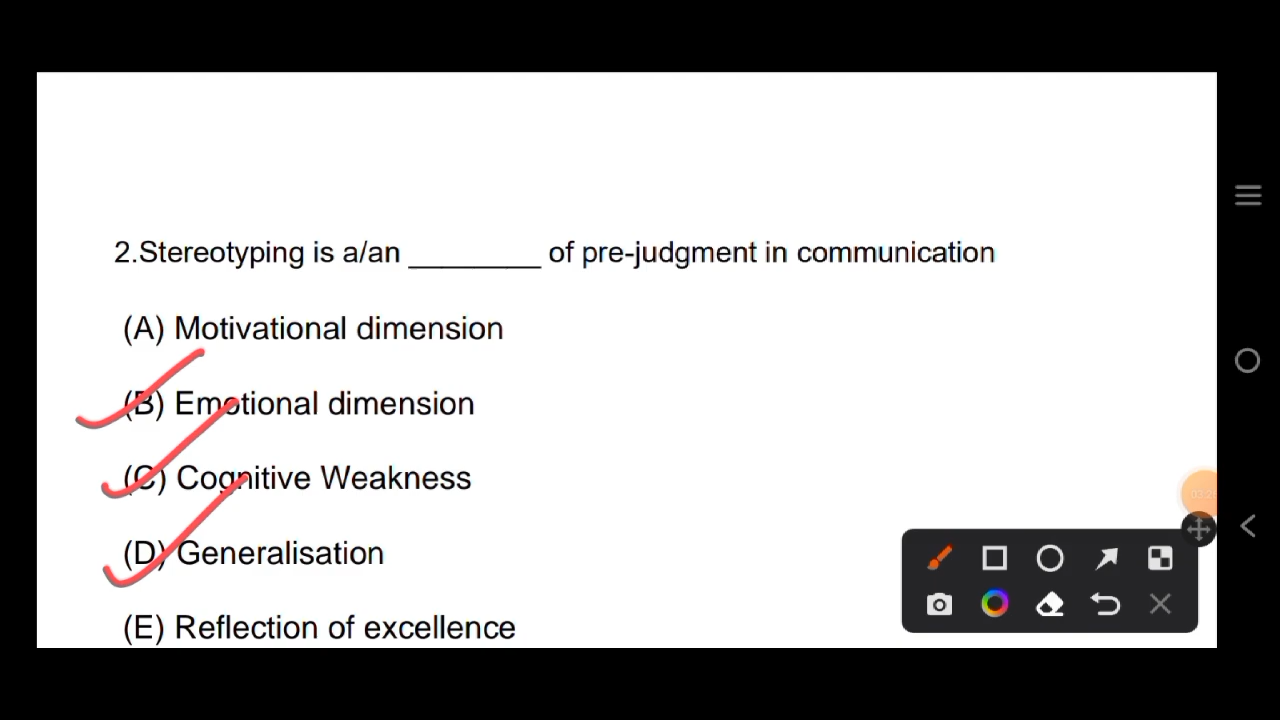 2.Stereotyping is a/an ________ of pre-judgment in communication
(A) Motivational dimension
(B) Emotional dimension
(C) Cognitive Weakness
(D) Generalisation
(E) Reflection of excellence